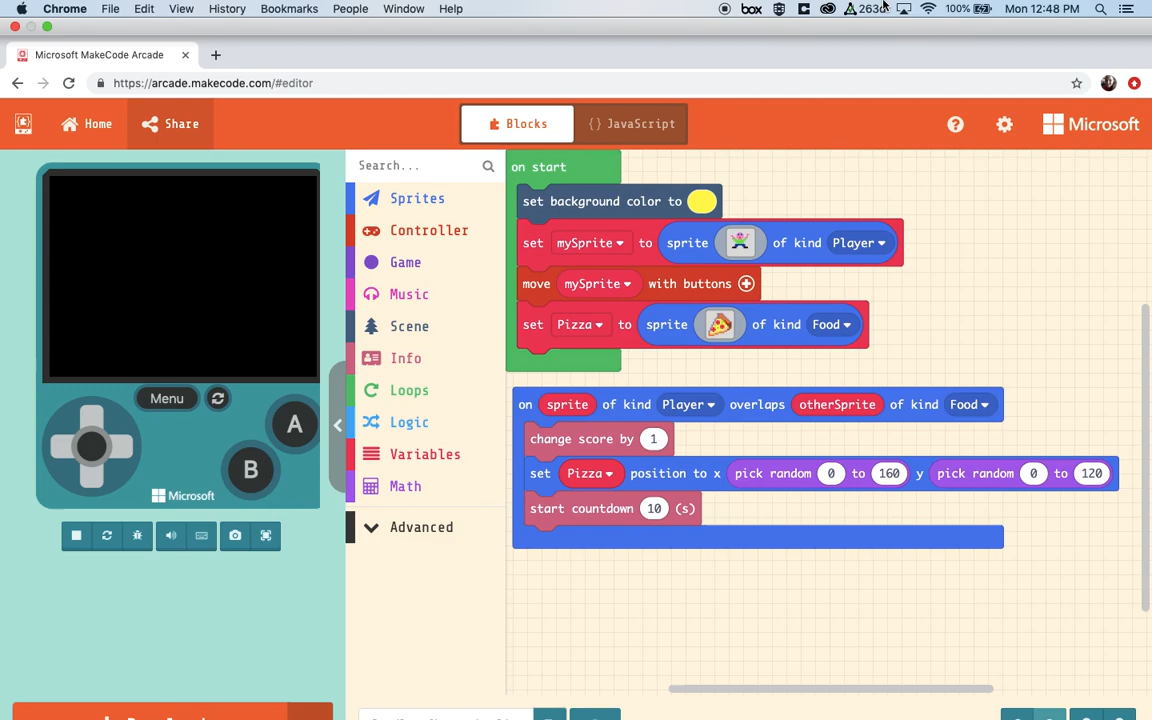 Chrome File Edit View History Bookmarks People Window Help box 100% Mon 12:48 PM
Microsoft MakeCode Arcade
https://arcade.makecode.com/#editor
Home Share Blocks {} JavaScript Microsoft
Search...
Sprites
Controller
Game
Music
Scene
Info
Loops
Logic
Variables
Math
Advanced
Menu
A
B
Microsoft
on start
set background color to
set mySprite to sprite of kind Player
move mySprite with buttons
set Pizza to sprite of kind Food
on sprite of kind Player overlaps otherSprite of kind Food
change score by 1
set Pizza position to x pick random 0 to 160 y pick random 0 to 120
start countdown 10 (s)